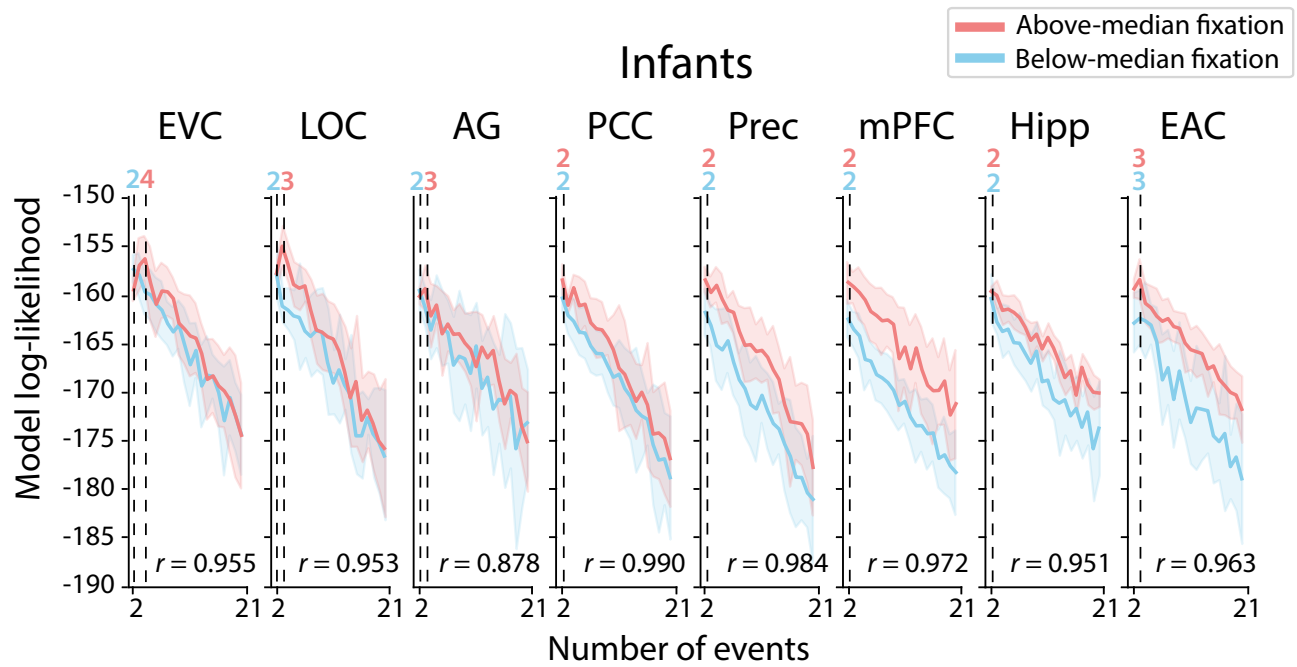 Above-median fixation
Below-median fixation
Infants
EVC LOC AG PCC Prec mPFC Hipp EAC
2 2 2 2 3
24 23 23 2 2 2 2 3
Model log-likelihood
-150
-155
-160
-165
-170
-175
-180
-185
-190
r = 0.955 r = 0.953 r = 0.878 r = 0.990 r = 0.984 r = 0.972 r = 0.951 r = 0.963
2 21 2 21 2 21 2 21 2 21 2 21 2 21 2 21
Number of events